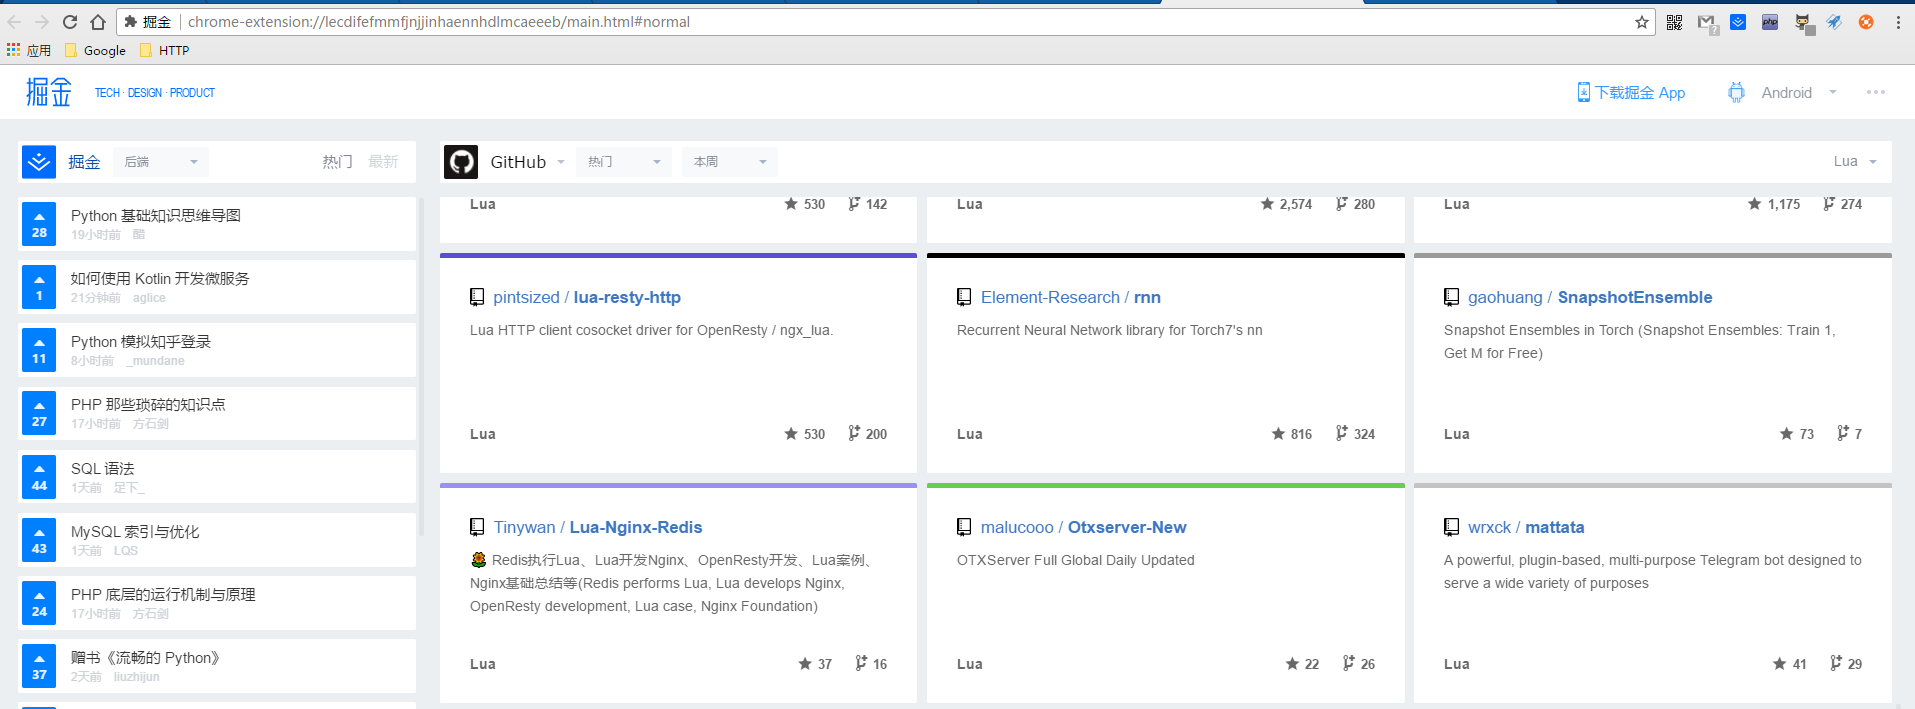 掘金 chrome-extension://lecdifefmmfjnjjinhaennhdlmcaeeeb/main.html#normal
应用 Google HTTP
掘金 TECH · DESIGN · PRODUCT
下载掘金 App Android
掘金 后端 热门 最新
Python 基础知识思维导图
28
19小时前 酷
如何使用 Kotlin 开发微服务
1
21分钟前 aglice
Python 模拟知乎登录
11
8小时前 _mundane
PHP 那些琐碎的知识点
27
17小时前 方石剑
SQL 语法
44
1天前 足下_
MySQL 索引与优化
43
1天前 LQS
PHP 底层的运行机制与原理
24
17小时前 方石剑
赠书《流畅的 Python》
37
2天前 liuzhijun
GitHub 热门 本周 Lua
Lua 530 142
Lua 2,574 280
Lua 1,175 274
pintsized / lua-resty-http
Lua HTTP client cosocket driver for OpenResty / ngx_lua.
Lua 530 200
Element-Research / rnn
Recurrent Neural Network library for Torch7's nn
Lua 816 324
gaohuang / SnapshotEnsemble
Snapshot Ensembles in Torch (Snapshot Ensembles: Train 1,
Get M for Free)
Lua 73 7
Tinywan / Lua-Nginx-Redis
Redis执行Lua、Lua开发Nginx、OpenResty开发、Lua案例、
Nginx基础总结等(Redis performs Lua, Lua develops Nginx,
OpenResty development, Lua case, Nginx Foundation)
Lua 37 16
malucooo / Otxserver-New
OTXServer Full Global Daily Updated
Lua 22 26
wrxck / mattata
A powerful, plugin-based, multi-purpose Telegram bot designed to
serve a wide variety of purposes
Lua 41 29